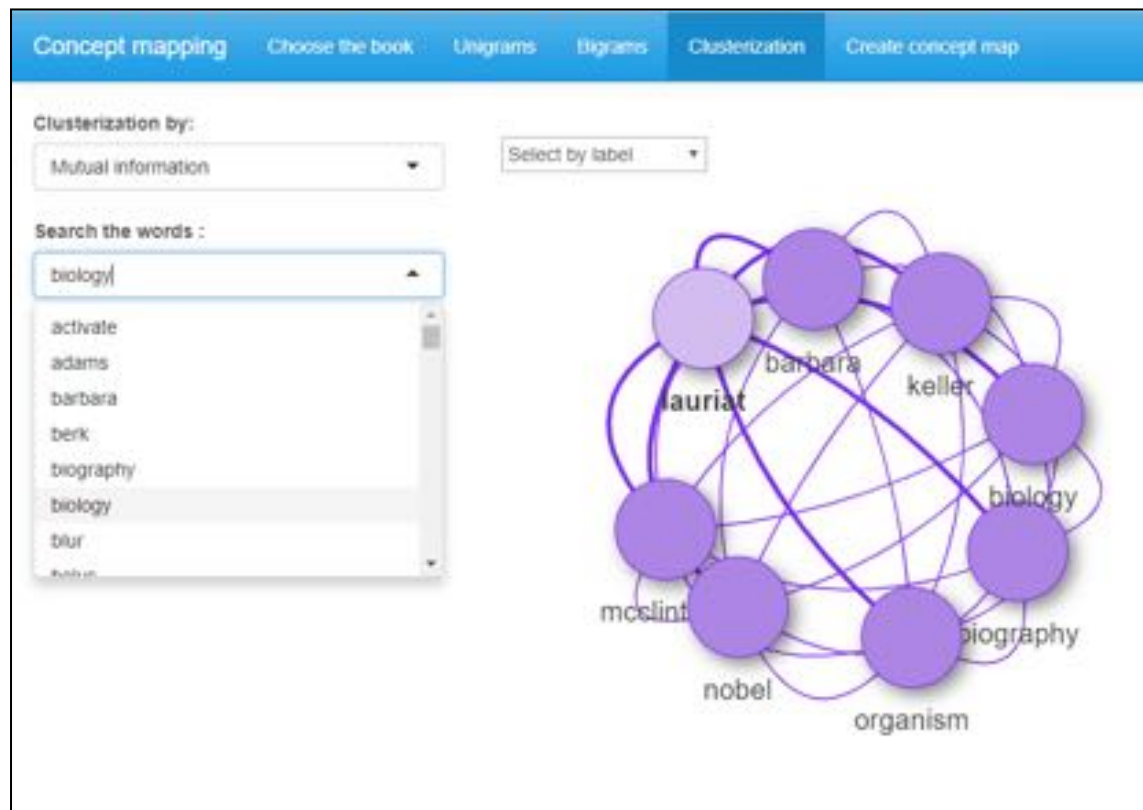 Concept mapping Choose the book Unigrams Bigrams Clusterization Create concept map
Clusterization by:
Mutual information
Select by label
Search the words :
biology
activate
adams
barbara
berk
biography
biology
blur
barbara
keller
lauriat
biology
mcclint
biography
nobel
organism